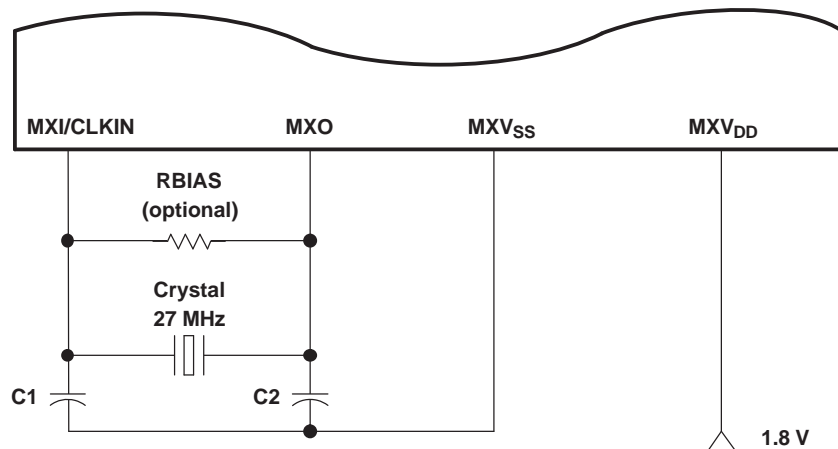 MXI/CLKIN MXO MXVSS MXVDD
RBIAS
(optional)
Crystal
27 MHz
C1 C2
1.8 V